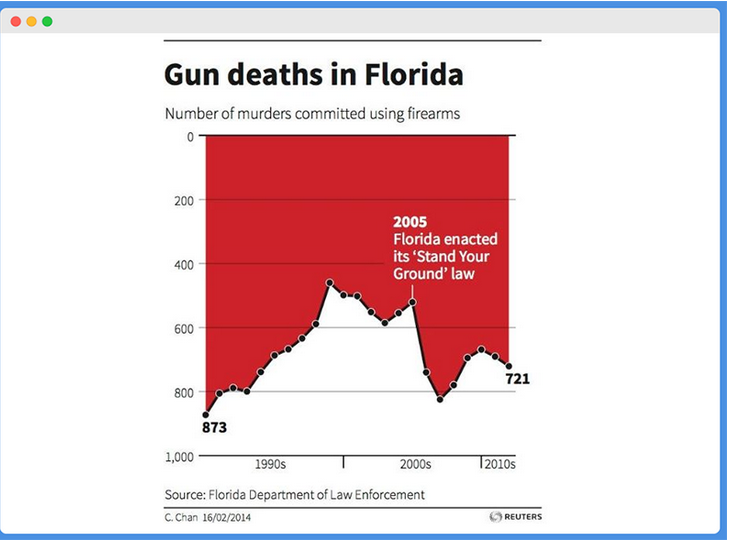 Gun deaths in Florida
Number of murders committed using firearms
0
200
400
600
800
1,000
2005
Florida enacted
its ‘Stand Your
Ground’ law
873
721
1990s
2000s
2010s
Source: Florida Department of Law Enforcement
C. Chan 16/02/2014
REUTERS